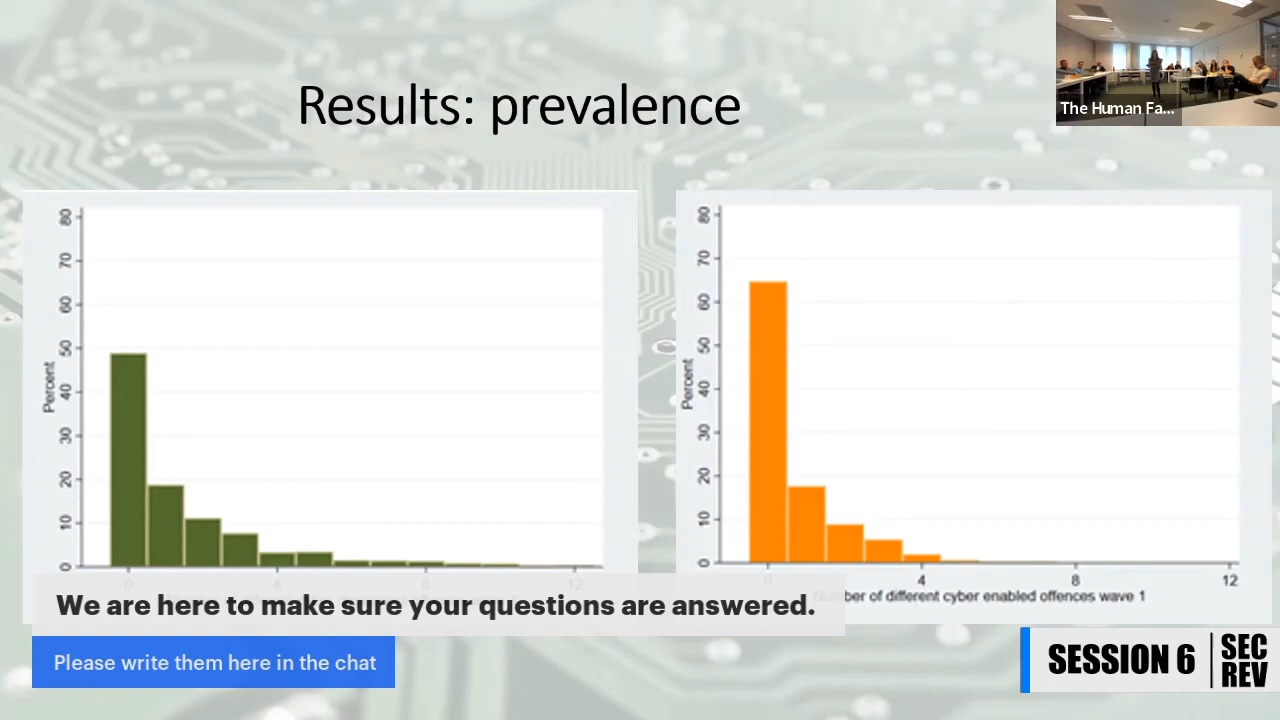 The Human Fa...
Results: prevalence
80
70
60
50
40
30
20
10
0
Percent
0
4
8
12
80
70
60
50
40
30
20
10
0
Percent
0
4
8
12
of different cyber enabled offences wave 1
We are here to make sure your questions are answered.
Please write them here in the chat
SESSION 6
SEC
REV